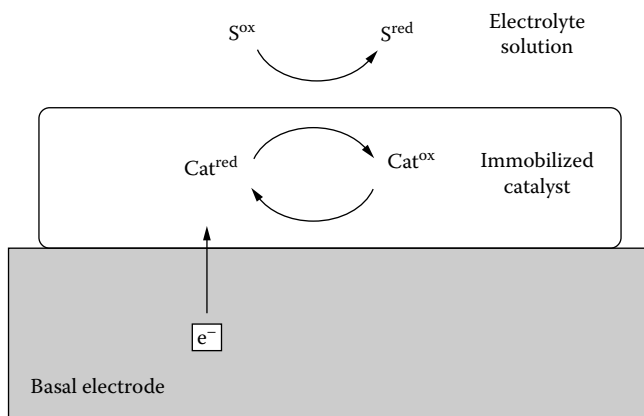 S^ox S^red
Electrolyte
solution
Cat^red Cat^ox
Immobilized
catalyst
e⁻
Basal electrode